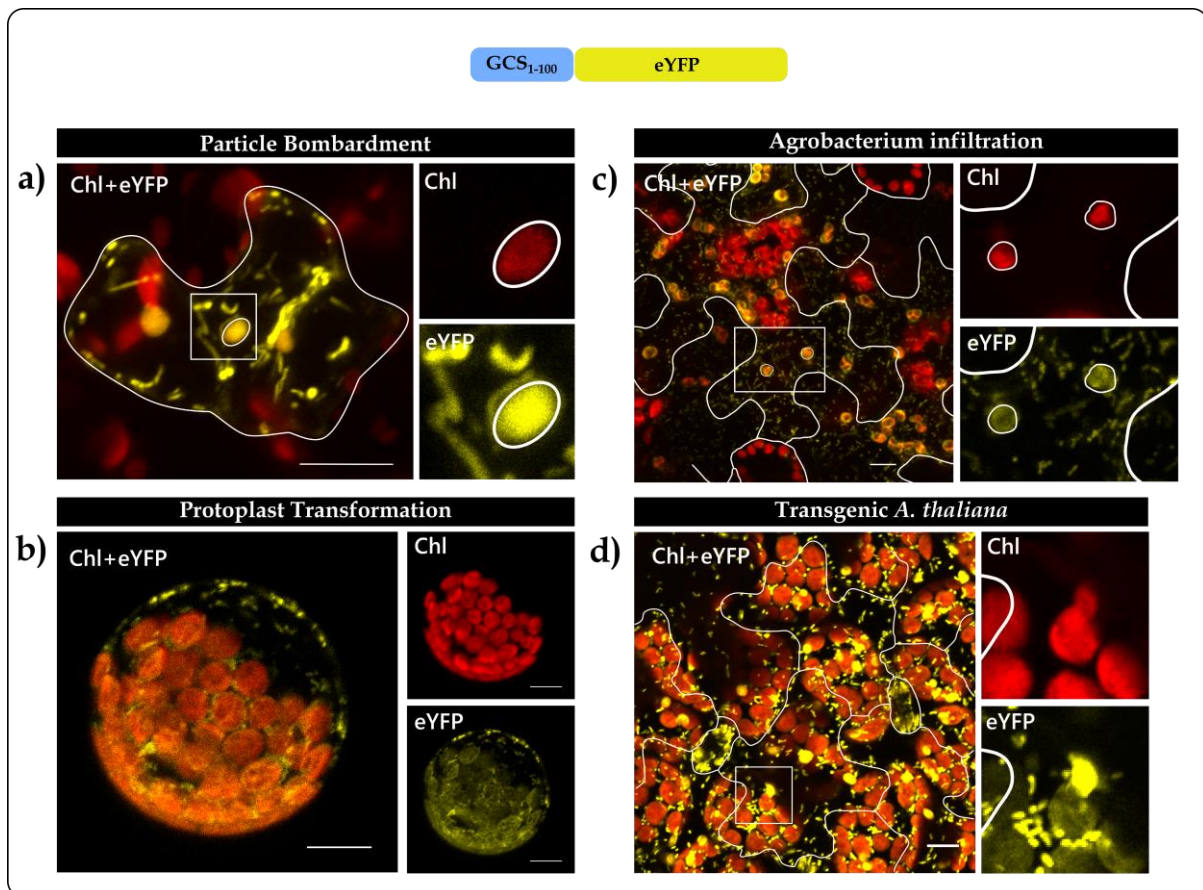 GCS1-100 eYFP
Particle Bombardment
a)
Chl+eYFP
Chl
eYFP
Agrobacterium infiltration
c)
Chl+eYFP
Chl
eYFP
Protoplast Transformation
b)
Chl+eYFP
Chl
eYFP
Transgenic A. thaliana
d)
Chl+eYFP
Chl
eYFP